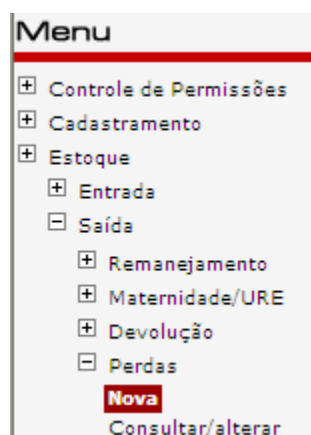 Menu
Controle de Permissões
Cadastramento
Estoque
Entrada
Saída
Remanejamento
Maternidade/URE
Devolução
Perdas
Nova
Consultar/alterar